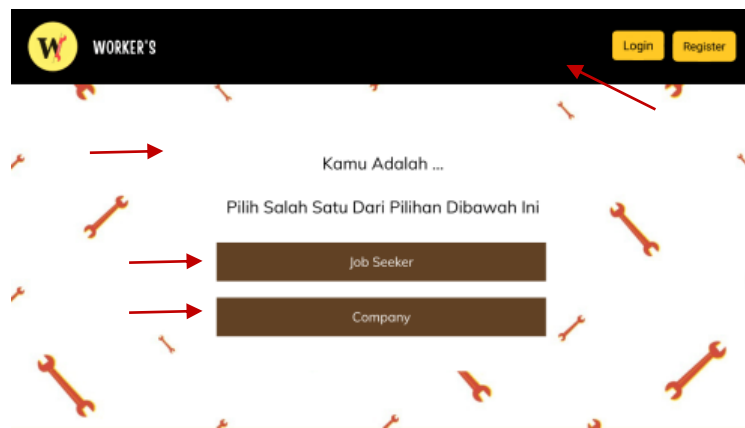 W
WORKER'S
Login
Register
Kamu Adalah ...
Pilih Salah Satu Dari Pilihan Dibawah Ini
Job Seeker
Company